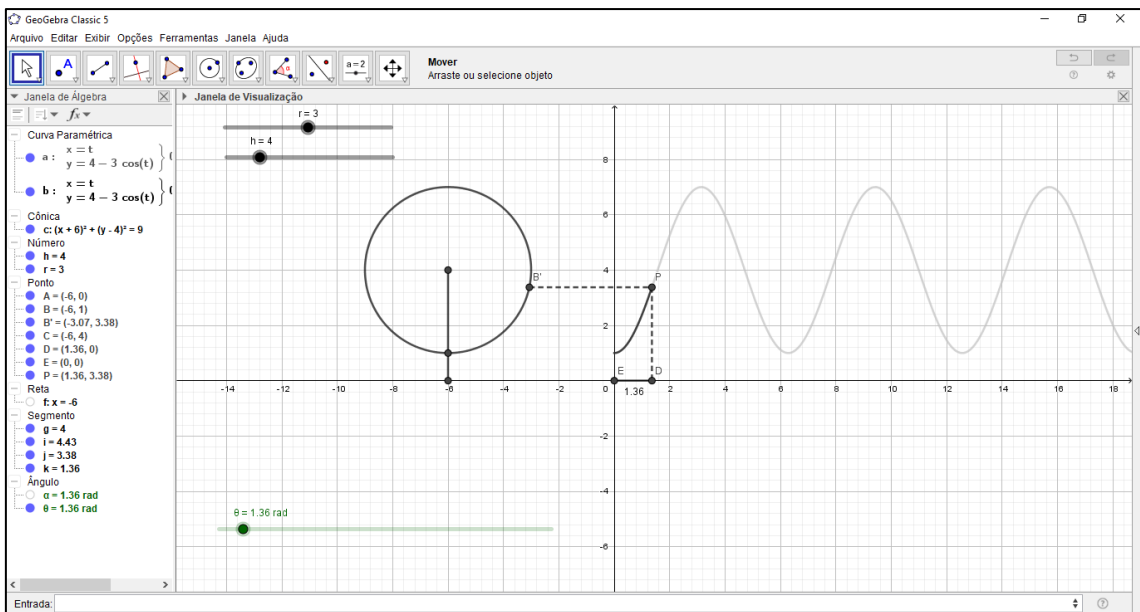 GeoGebra Classic 5
Arquivo Editar Exibir Opções Ferramentas Janela Ajuda
A
α
a = 2
Mover
Arraste ou selecione objeto
Janela de Álgebra
fx
Curva Paramétrica
a : x = t
y = 4 − 3 cos(t)
b : x = t
y = 4 − 3 cos(t)
Cônica
c: (x + 6)² + (y - 4)² = 9
Número
h = 4
r = 3
Ponto
A = (-6, 0)
B = (-6, 1)
B' = (-3.07, 3.38)
C = (-6, 4)
D = (1.36, 0)
E = (0, 0)
P = (1.36, 3.38)
Reta
f: x = -6
Segmento
g = 4
i = 4.43
j = 3.38
k = 1.36
Ângulo
α = 1.36 rad
θ = 1.36 rad
Janela de Visualização
r = 3
h = 4
8
6
4
2
B'
P
E
D
-14 -12 -10 -8 -6 -4 -2 0 2 4 6 8 10 12 14 16 18
1.36
-2
-4
-6
θ = 1.36 rad
Entrada: